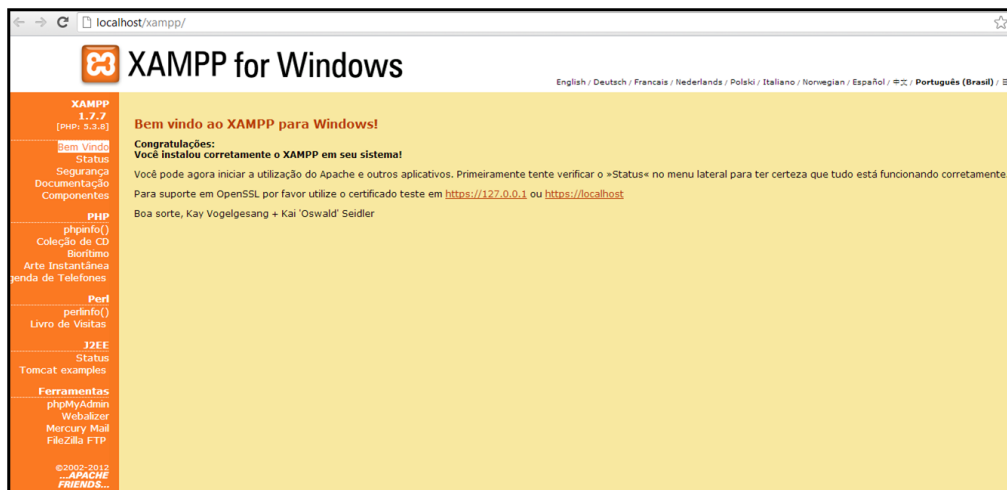 localhost/xampp/
XAMPP for Windows
English / Deutsch / Francais / Nederlands / Polski / Italiano / Norwegian / Español / 中文 / Português (Brasil) /
XAMPP
1.7.7
[PHP: 5.3.8]
Bem Vindo
Status
Segurança
Documentação
Componentes
PHP
phpinfo()
Coleção de CD
Biorítimo
Arte Instantânea
genda de Telefones
Perl
perlinfo()
Livro de Visitas
J2EE
Status
Tomcat examples
Ferramentas
phpMyAdmin
Webalizer
Mercury Mail
FileZilla FTP
©2002-2012
...APACHE
FRIENDS...
Bem vindo ao XAMPP para Windows!
Congratulações:
Você instalou corretamente o XAMPP em seu sistema!
Você pode agora iniciar a utilização do Apache e outros aplicativos. Primeiramente tente verificar o »Status« no menu lateral para ter certeza que tudo está funcionando corretamente.
Para suporte em OpenSSL por favor utilize o certificado teste em https://127.0.0.1 ou https://localhost
Boa sorte, Kay Vogelgesang + Kai 'Oswald' Seidler